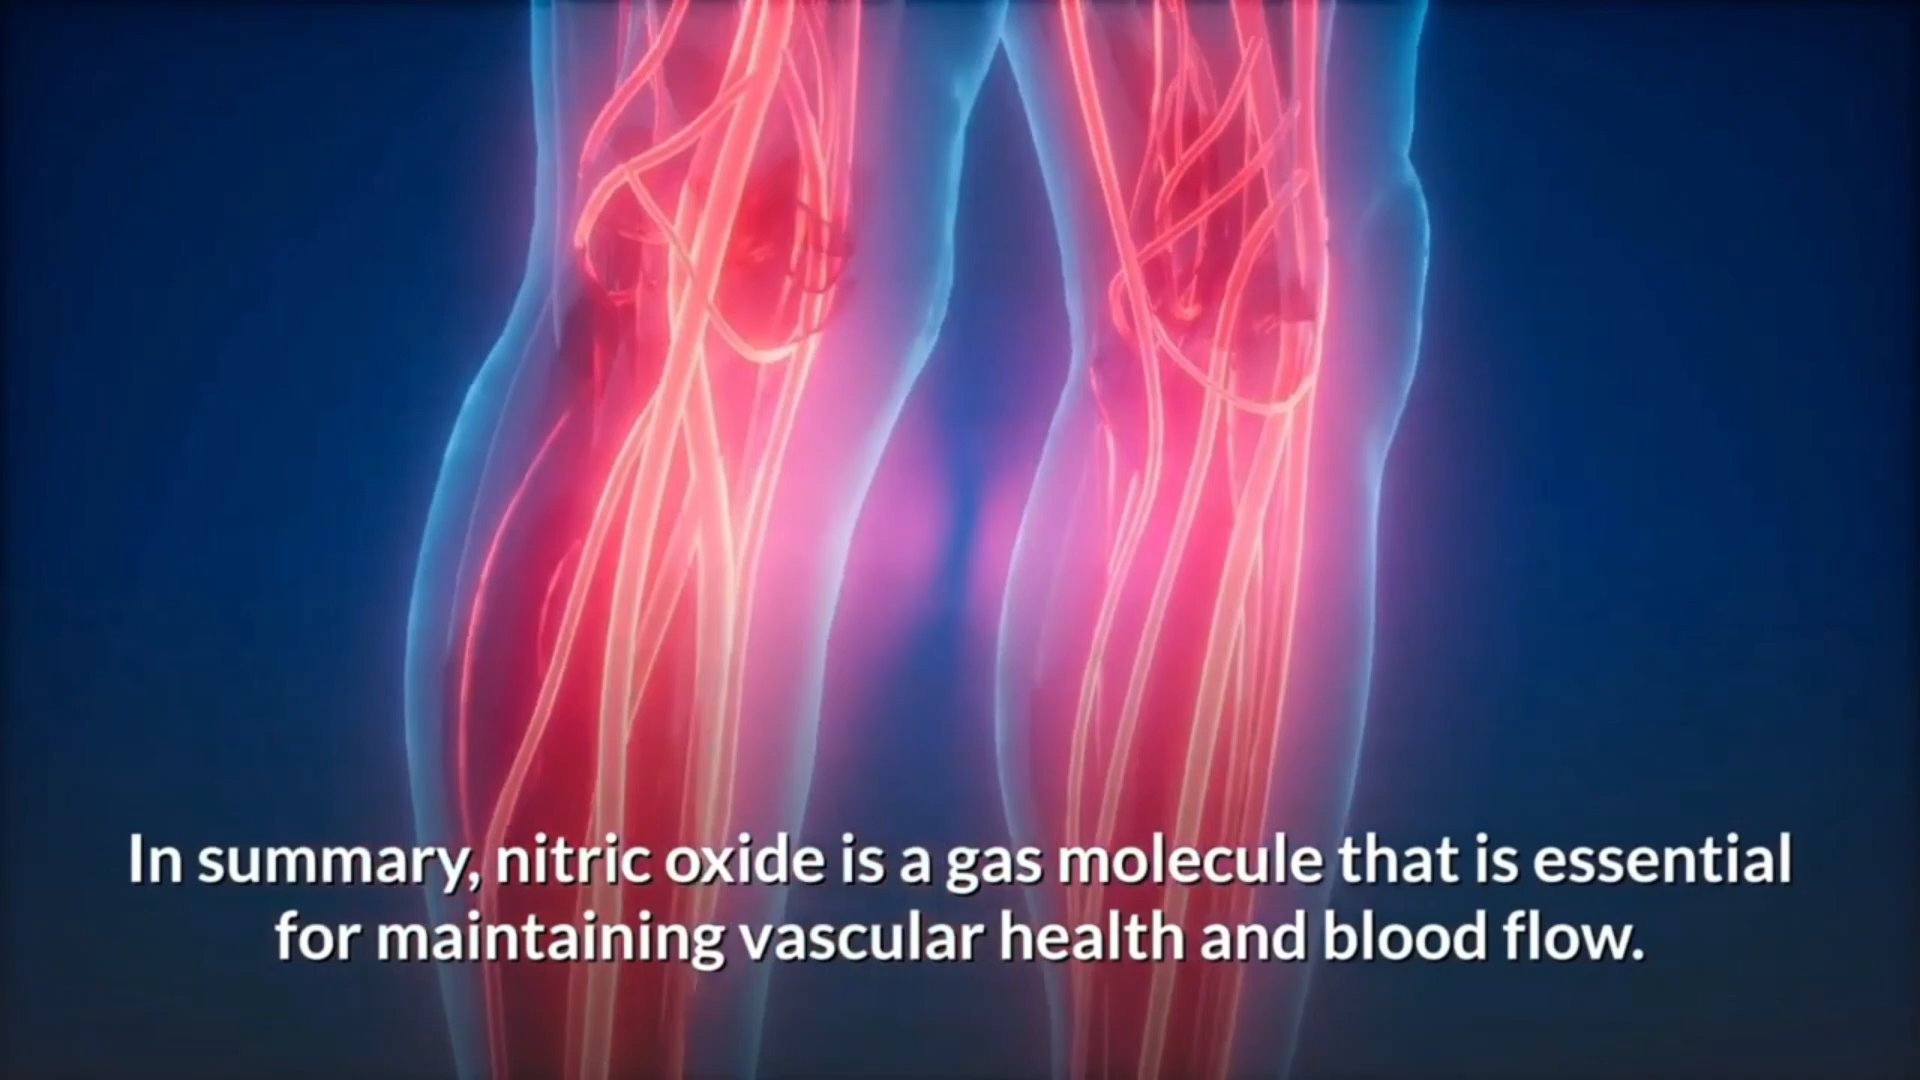 In summary, nitric oxide is a gas molecule that is essential
for maintaining vascular health and blood flow.